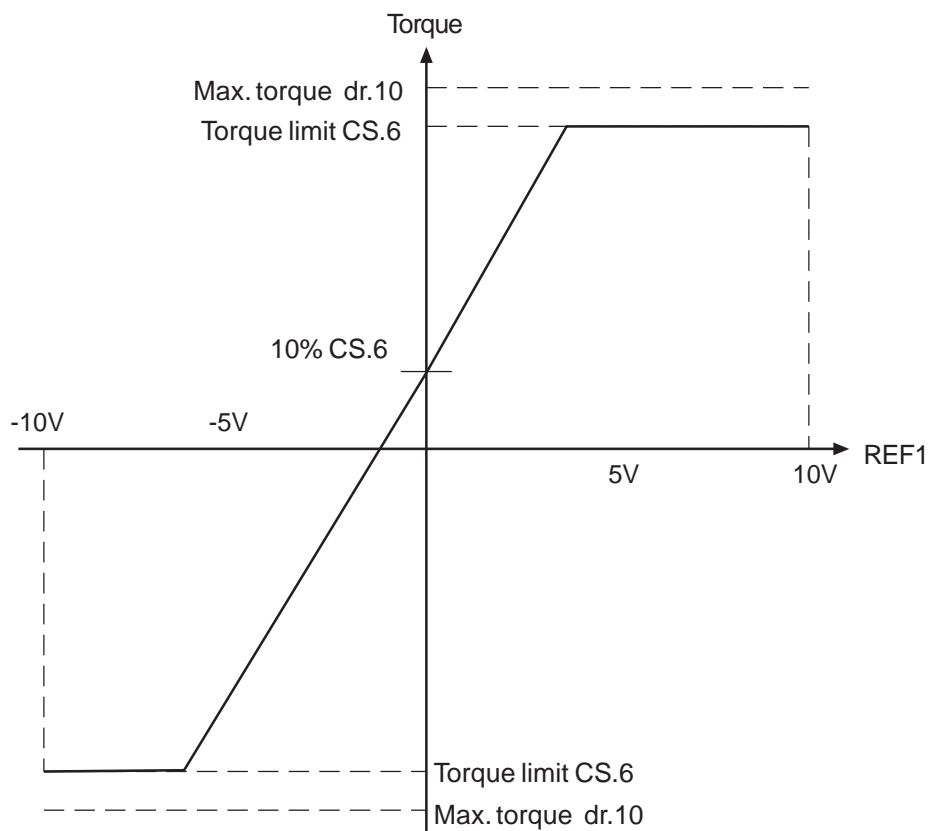 Torque
Max. torque dr.10
Torque limit CS.6
10% CS.6
-10V
-5V
REF1
5V
10V
Torque limit CS.6
Max. torque dr.10